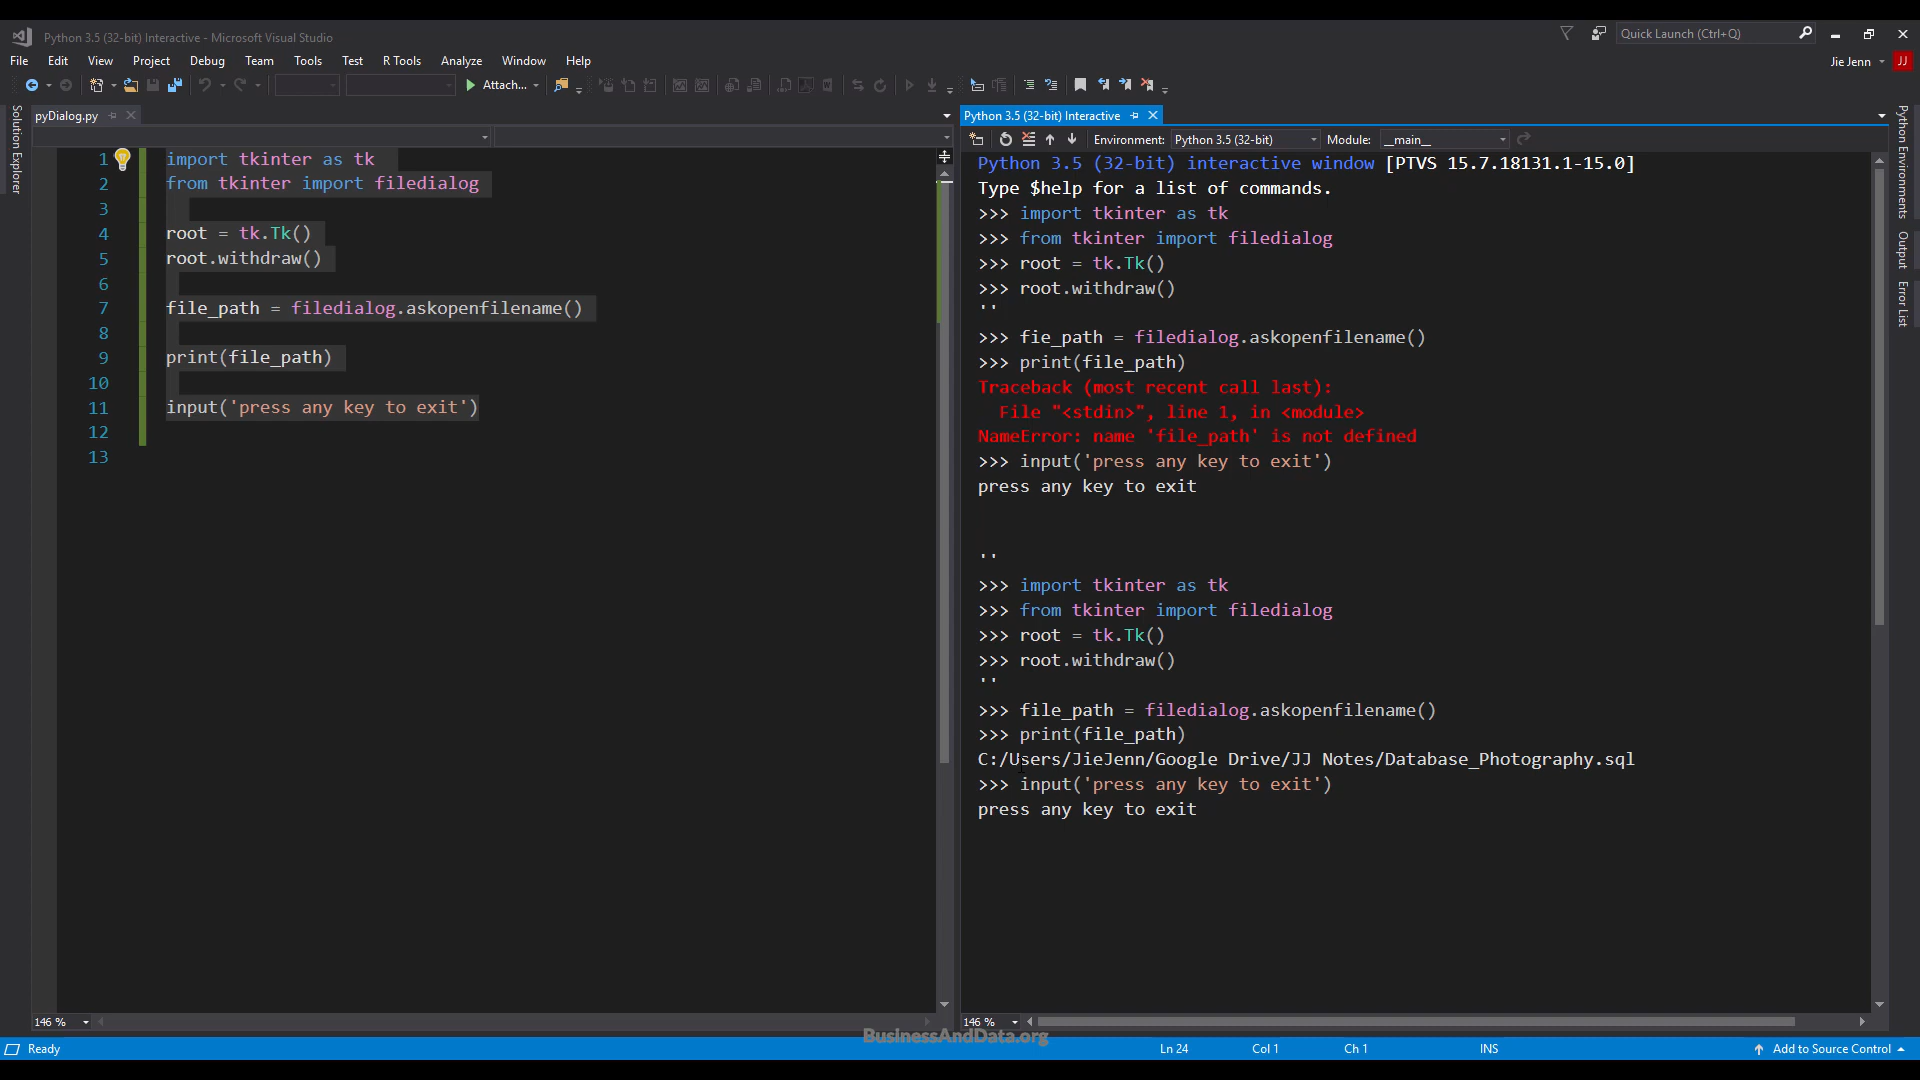 Python 3.5 (32-bit) Interactive - Microsoft Visual Studio
Quick Launch (Ctrl+Q)
File Edit View Project Debug Team Tools Test R Tools Analyze Window Help
Jie Jenn JJ
Attach...
Solution Explorer
pyDialog.py
1 import tkinter as tk
2 from tkinter import filedialog
3
4 root = tk.Tk()
5 root.withdraw()
6
7 file_path = filedialog.askopenfilename()
8
9 print(file_path)
10
11 input('press any key to exit')
12
13
146 %
Python 3.5 (32-bit) Interactive
Environment: Python 3.5 (32-bit) Module: __main__
Python 3.5 (32-bit) interactive window [PTVS 15.7.18131.1-15.0]
Type $help for a list of commands.
>>> import tkinter as tk
>>> from tkinter import filedialog
>>> root = tk.Tk()
>>> root.withdraw()
''
>>> fie_path = filedialog.askopenfilename()
>>> print(file_path)
Traceback (most recent call last):
  File "<stdin>", line 1, in <module>
NameError: name 'file_path' is not defined
>>> input('press any key to exit')
press any key to exit
''
>>> import tkinter as tk
>>> from tkinter import filedialog
>>> root = tk.Tk()
>>> root.withdraw()
''
>>> file_path = filedialog.askopenfilename()
>>> print(file_path)
C:/Users/JieJenn/Google Drive/JJ Notes/Database_Photography.sql
>>> input('press any key to exit')
press any key to exit
146 %
Python Environments
Output
Error List
BusinessAndData.org
Ready
Ln 24 Col 1 Ch 1 INS Add to Source Control